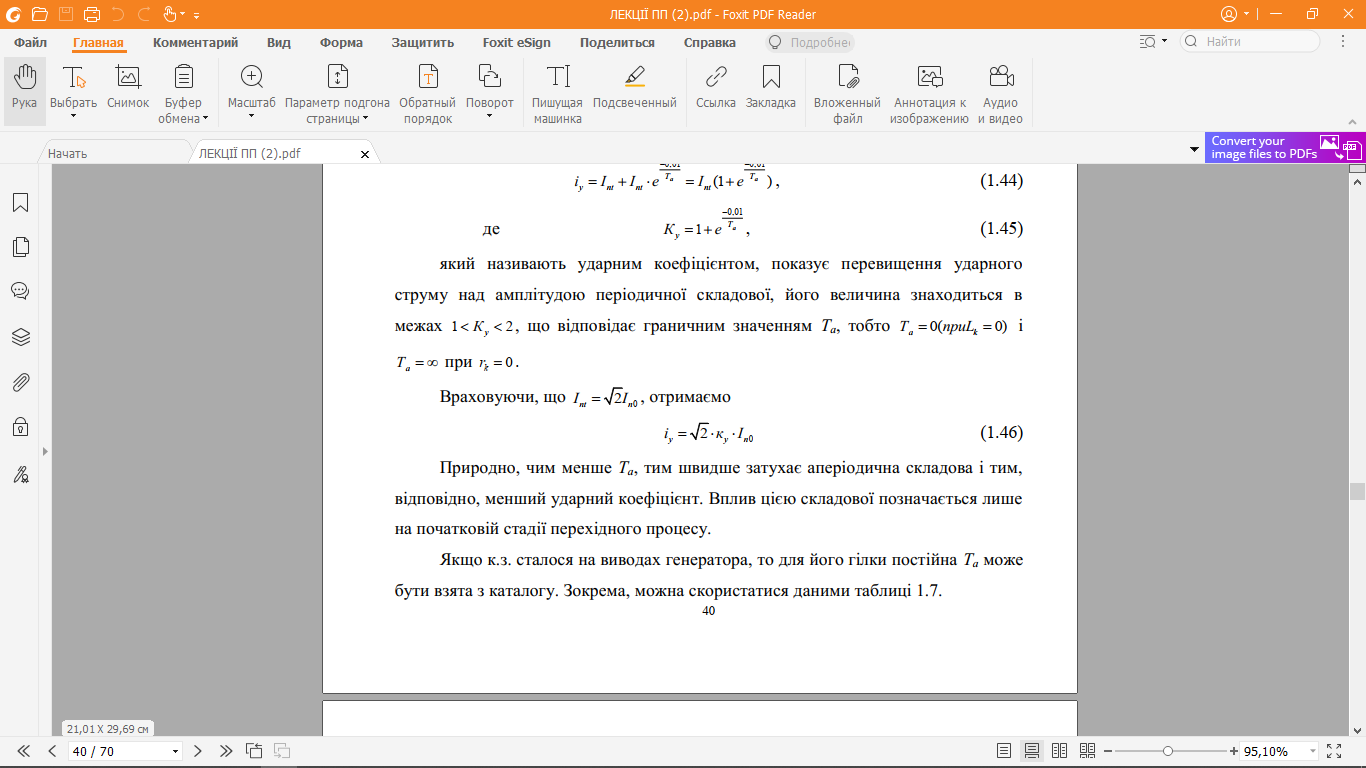 ЛЕКЦІЇ ПП (2).pdf - Foxit PDF Reader
Файл Главная Комментарий Вид Форма Защитить Foxit eSign Поделиться Справка Подробнее Найти
Рука Выбрать Снимок Буфер обмена Масштаб Параметр подгона страницы Обратный порядок Поворот Пишущая машинка Подсвеченный Ссылка Закладка Вложенный файл Аннотация к изображению Аудио и видео
Начать ЛЕКЦІЇ ПП (2).pdf
Convert your
image files to PDFs
PDF
i_y = I_nt + I_nt · e^(-0.01/T_a) = I_nt(1 + e^(-0.01/T_a)), (1.44)
де K_y = 1 + e^(-0.01/T_a), (1.45)
який називають ударним коефіцієнтом, показує перевищення ударного
струму над амплітудою періодичної складової, його величина знаходиться в
межах 1 < K_y < 2, що відповідає граничним значенням T_a, тобто T_a = 0(приL_k = 0) і
T_a = ∞ при r_k = 0.
Враховуючи, що I_nt = √2I_n0, отримаємо
i_y = √2 · к_y · I_n0 (1.46)
Природно, чим менше T_a, тим швидше затухає аперіодична складова і тим,
відповідно, менший ударний коефіцієнт. Вплив цією складової позначається лише
на початковій стадії перехідного процесу.
Якщо к.з. сталося на виводах генератора, то для його гілки постійна T_a може
бути взята з каталогу. Зокрема, можна скористатися даними таблиці 1.7.
40
21,01 X 29,69 см
40 / 70 95,10%